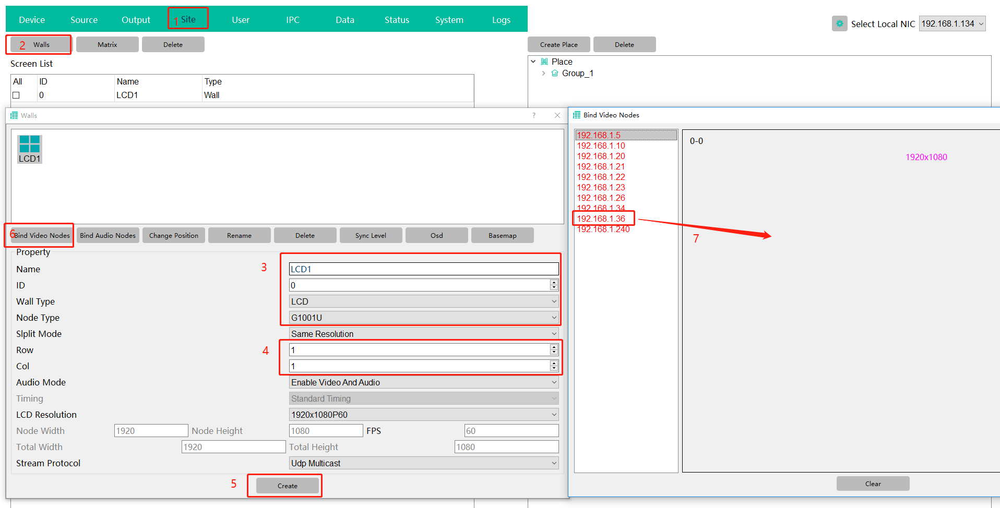 Device Source Output 1 Site User IPC Data Status System Logs
Select Local NIC 192.168.1.134
2 Walls Matrix Delete
Create Place Delete
Screen List
Place
Group_1
All ID Name Type
0 LCD1 Wall
Walls ?
Bind Video Nodes
LCD1
192.168.1.5
192.168.1.10
192.168.1.20
192.168.1.21
192.168.1.22
192.168.1.23
192.168.1.26
192.168.1.34
192.168.1.36
192.168.1.240
0-0
1920x1080
7
6 Bind Video Nodes Bind Audio Nodes Change Position Rename Delete Sync Level Osd Basemap
Property
3
Name LCD1
ID 0
Wall Type LCD
Node Type G1001U
Slplit Mode Same Resolution
4
Row 1
Col 1
Audio Mode Enable Video And Audio
Timing Standard Timing
LCD Resolution 1920x1080P60
Node Width 1920 Node Height 1080 FPS 60
Total Width 1920 Total Height 1080
Stream Protocol Udp Multicast
5 Create
Clear